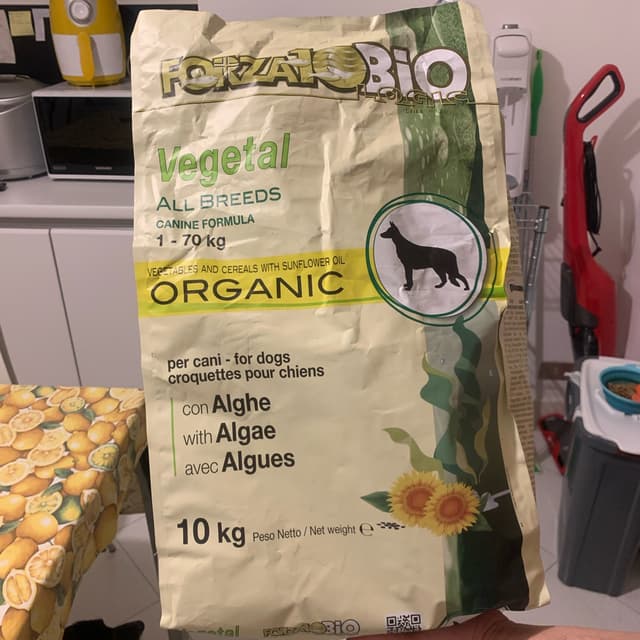 FORZA10 BiO
Vegetal
ALL BREEDS
CANINE FORMULA
1 - 70 kg
VEGETABLES AND CEREALS WITH SUNFLOWER OIL
ORGANIC
per cani - for dogs
croquettes pour chiens
con Alghe
with Algae
avec Algues
10 kg Peso Netto / Net weight ℮
Vegetal FORZA10 BiO